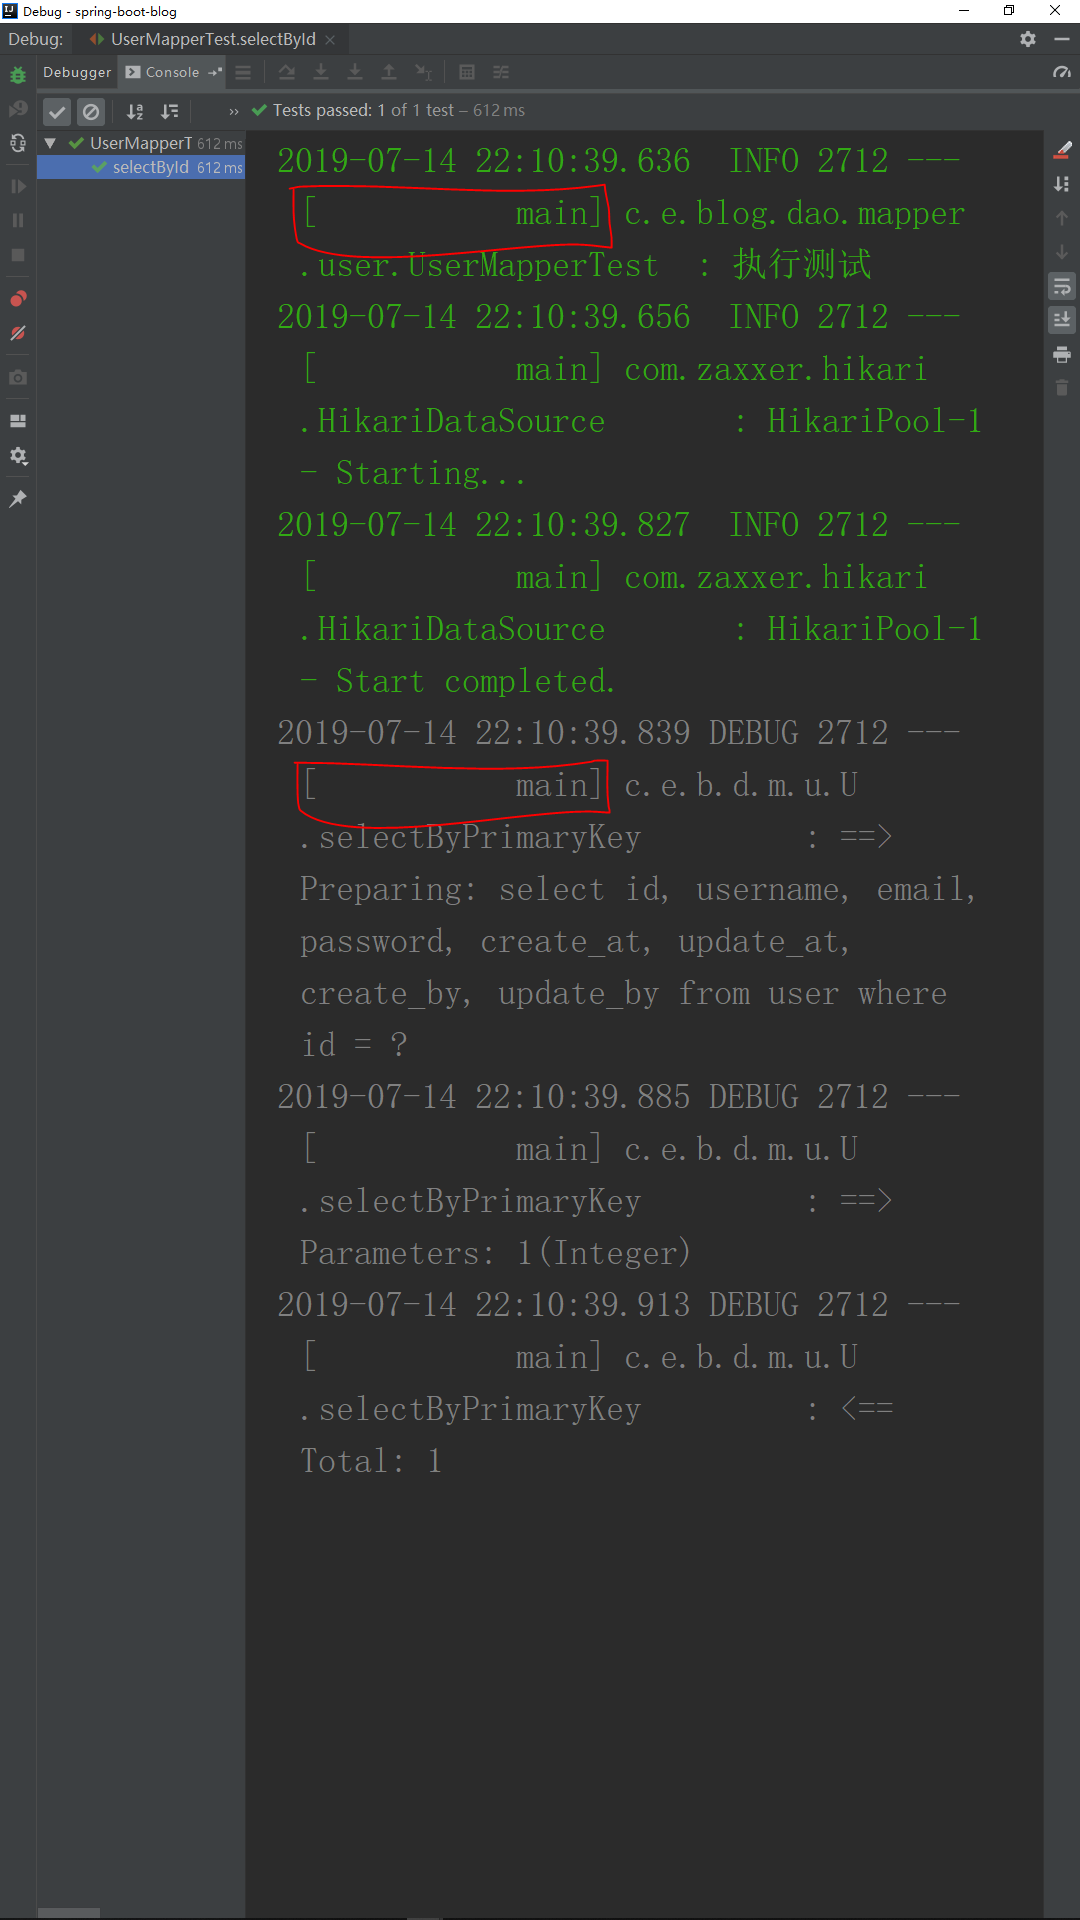 Debug - spring-boot-blog
Debug: UserMapperTest.selectById
Debugger Console
Tests passed: 1 of 1 test – 612 ms
UserMapperT 612 ms
selectById 612 ms
2019-07-14 22:10:39.636  INFO 2712 ---
[           main] c.e.blog.dao.mapper
.user.UserMapperTest  : 执行测试
2019-07-14 22:10:39.656  INFO 2712 ---
[           main] com.zaxxer.hikari
.HikariDataSource       : HikariPool-1
- Starting...
2019-07-14 22:10:39.827  INFO 2712 ---
[           main] com.zaxxer.hikari
.HikariDataSource       : HikariPool-1
- Start completed.
2019-07-14 22:10:39.839 DEBUG 2712 ---
[           main] c.e.b.d.m.u.U
.selectByPrimaryKey         : ==>
Preparing: select id, username, email,
password, create_at, update_at,
create_by, update_by from user where
id = ?
2019-07-14 22:10:39.885 DEBUG 2712 ---
[           main] c.e.b.d.m.u.U
.selectByPrimaryKey         : ==>
Parameters: 1(Integer)
2019-07-14 22:10:39.913 DEBUG 2712 ---
[           main] c.e.b.d.m.u.U
.selectByPrimaryKey         : <==
Total: 1